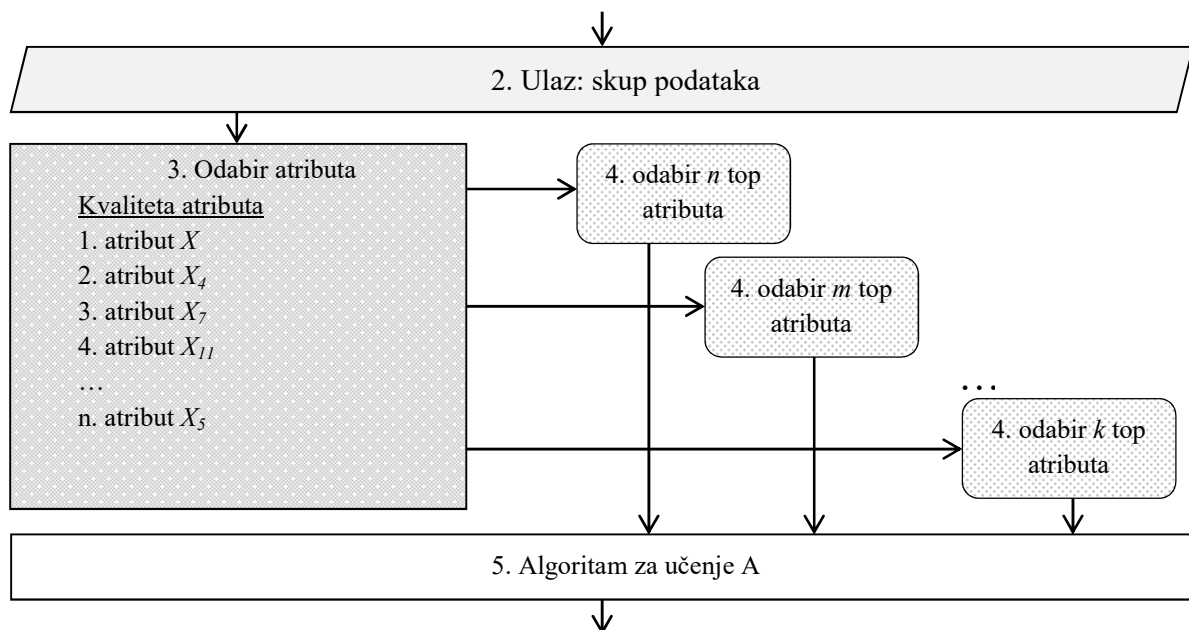 2. Ulaz: skup podataka
3. Odabir atributa
Kvaliteta atributa
1. atribut X
2. atribut X4
3. atribut X7
4. atribut X11
…
n. atribut X5
4. odabir n top
atributa
4. odabir m top
atributa
…
4. odabir k top
atributa
5. Algoritam za učenje A